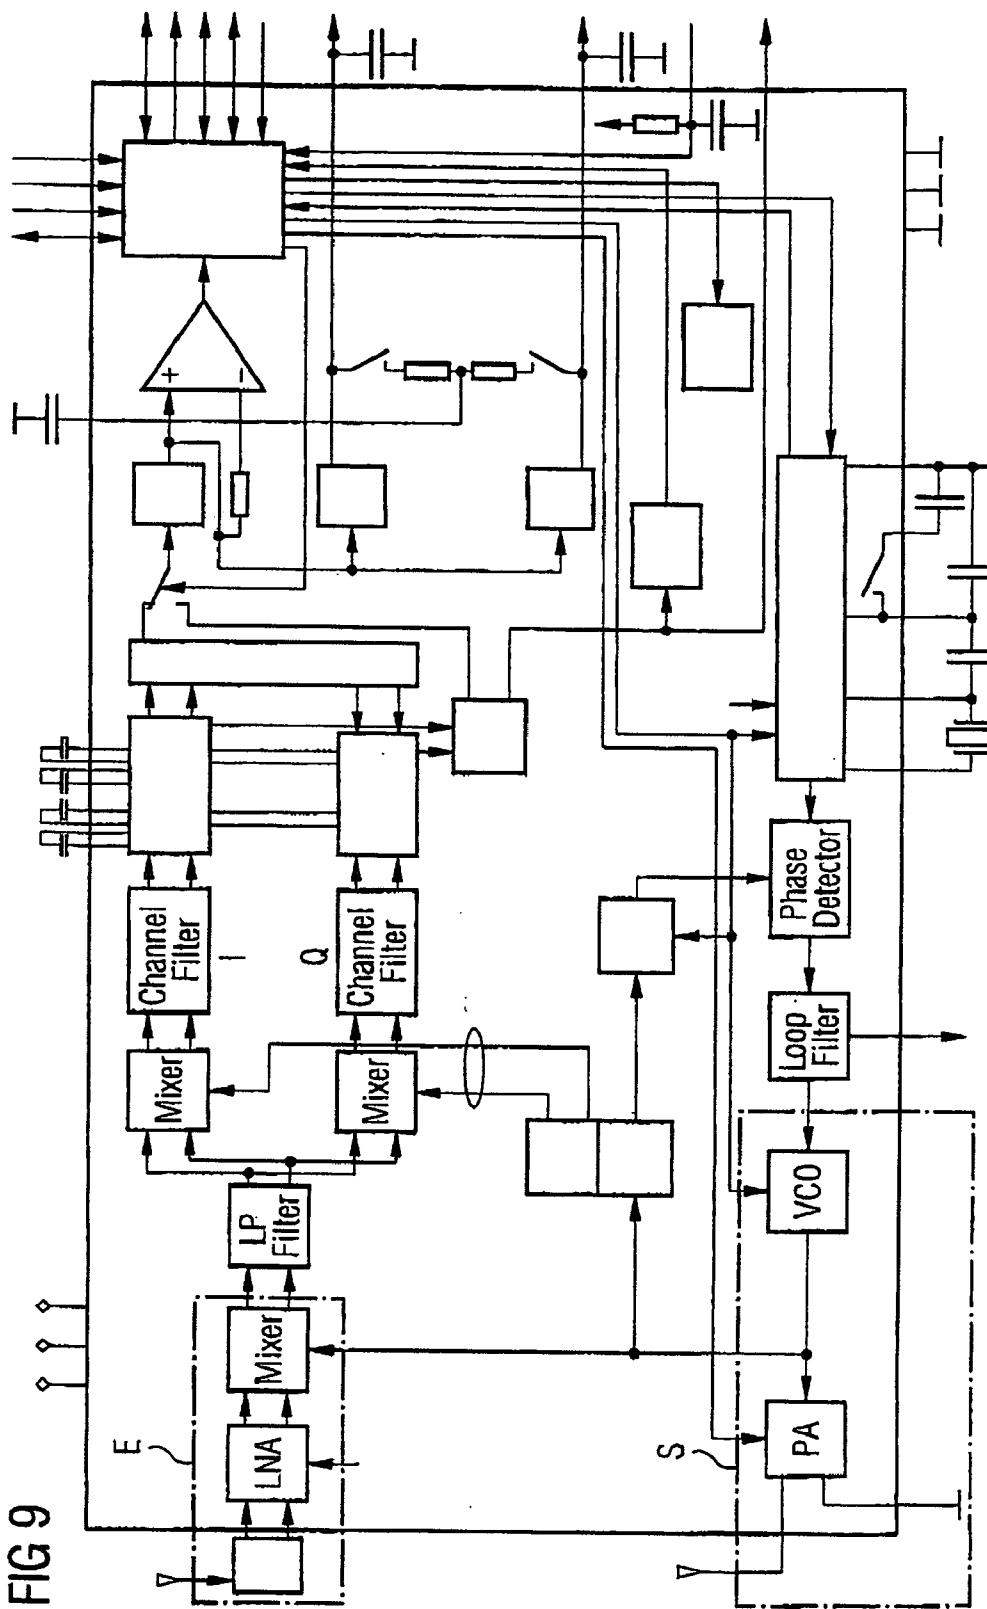 FIG 9
E
LNA
Mixer
LP
Filter
Mixer
Mixer
Channel
Filter
I
Q
Channel
Filter
+
−
S
PA
VCO
Loop
Filter
Phase
Detector